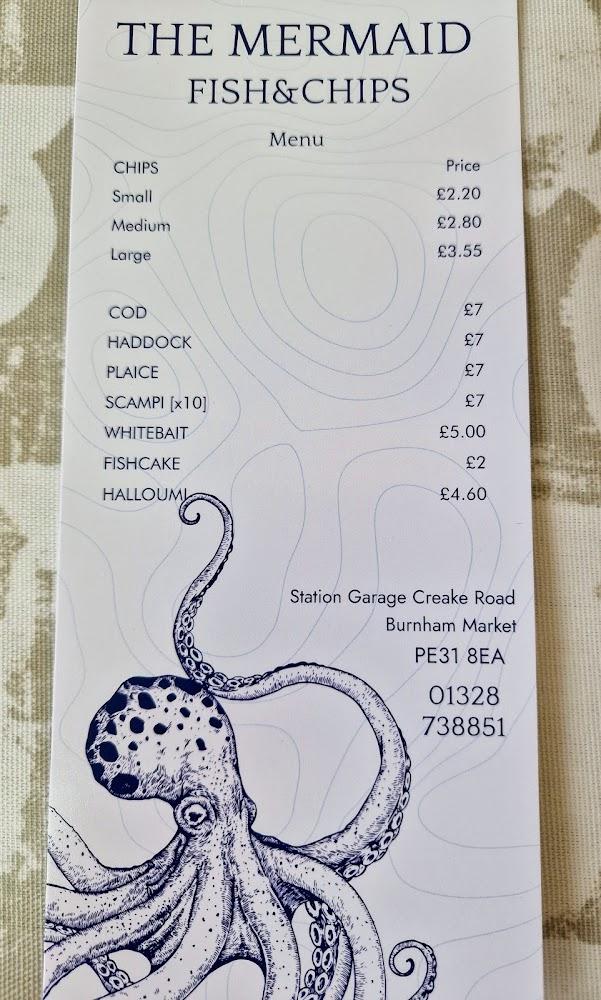 THE MERMAID
FISH&CHIPS
Menu
CHIPS Price
Small £2.20
Medium £2.80
Large £3.55
COD £7
HADDOCK £7
PLAICE £7
SCAMPI [x10] £7
WHITEBAIT £5.00
FISHCAKE £2
HALLOUMI £4.60
Station Garage Creake Road
Burnham Market
PE31 8EA
01328
738851